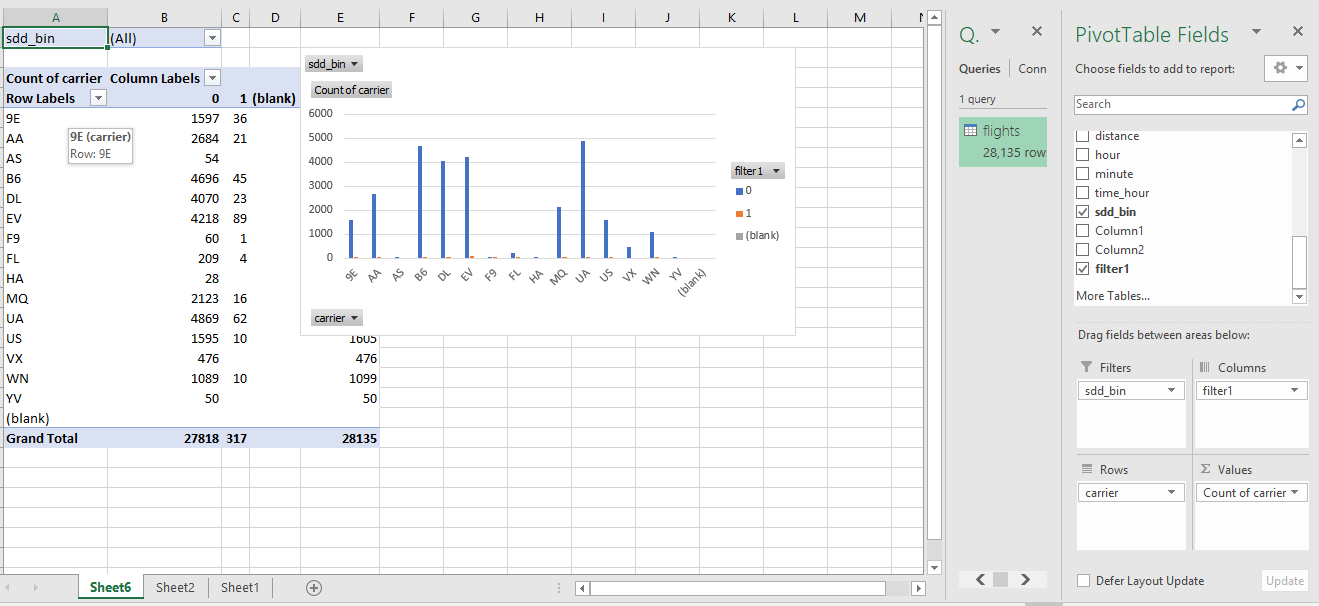 A B C D E F G H I J K L M
sdd_bin (All)
Count of carrier Column Labels
Row Labels 0 1 (blank)
9E 1597 36
AA 2684 21
AS 54
B6 4696 45
DL 4070 23
EV 4218 89
F9 60 1
FL 209 4
HA 28
MQ 2123 16
UA 4869 62
US 1595 10 1605
VX 476 476
WN 1089 10 1099
YV 50 50
(blank)
Grand Total 27818 317 28135
9E (carrier)
Row: 9E
sdd_bin
Count of carrier
6000
5000
4000
3000
2000
1000
0
9E AA AS B6 DL EV F9 FL HA MQ UA US VX WN YV (blank)
filter1
0
1
(blank)
carrier
Sheet6 Sheet2 Sheet1
Q.
Queries Conn
1 query
flights
28,135 row
PivotTable Fields
Choose fields to add to report:
Search
distance
hour
minute
time_hour
sdd_bin
Column1
Column2
filter1
More Tables...
Drag fields between areas below:
Filters Columns
sdd_bin filter1
Rows Σ Values
carrier Count of carrier
Defer Layout Update Update